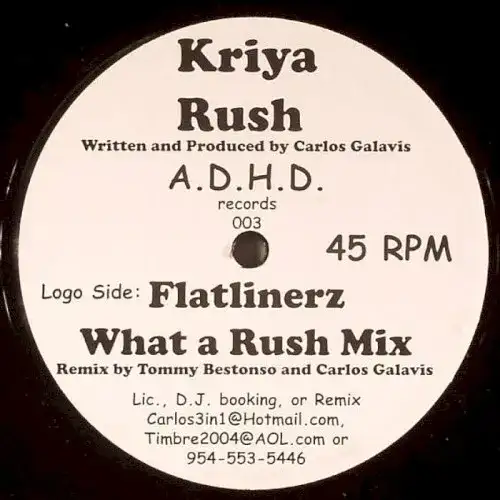 Kriya
Rush
Written and Produced by Carlos Galavis
A.D.H.D.
records
003
45 RPM
Logo Side: Flatlinerz
What a Rush Mix
Remix by Tommy Bestonso and Carlos Galavis
Lic., D.J. booking, or Remix
Carlos3in1@Hotmail.com,
Timbre2004@AOL.com or
954-553-5446